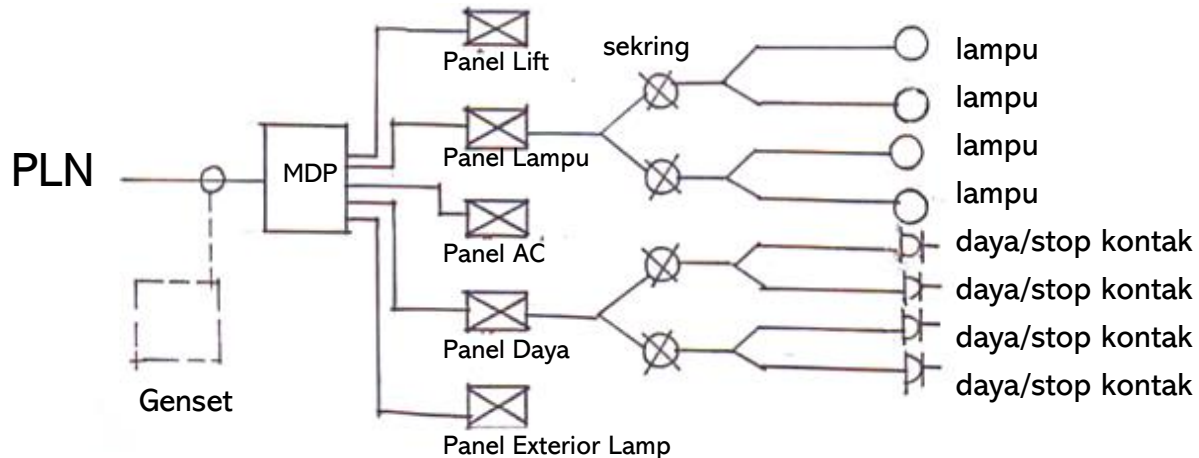 PLN
Genset
MDP
Panel Lift
Panel Lampu
Panel AC
Panel Daya
Panel Exterior Lamp
sekring
lampu
lampu
lampu
lampu
daya/stop kontak
daya/stop kontak
daya/stop kontak
daya/stop kontak